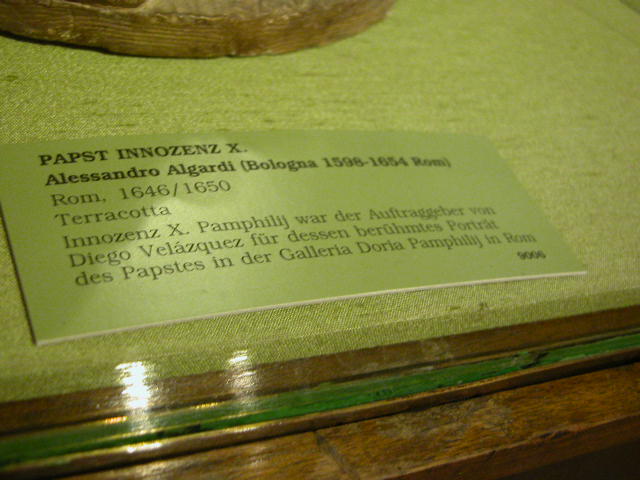 PAPST INNOZENZ X.
Alessandro Algardi (Bologna 1598-1654 Rom)
Rom, 1646/1650
Terracotta
Innozenz X. Pamphilij war der Auftraggeber von
Diego Velázquez für dessen berühmtes Porträt
des Papstes in der Galleria Doria Pamphilij in Rom
9006